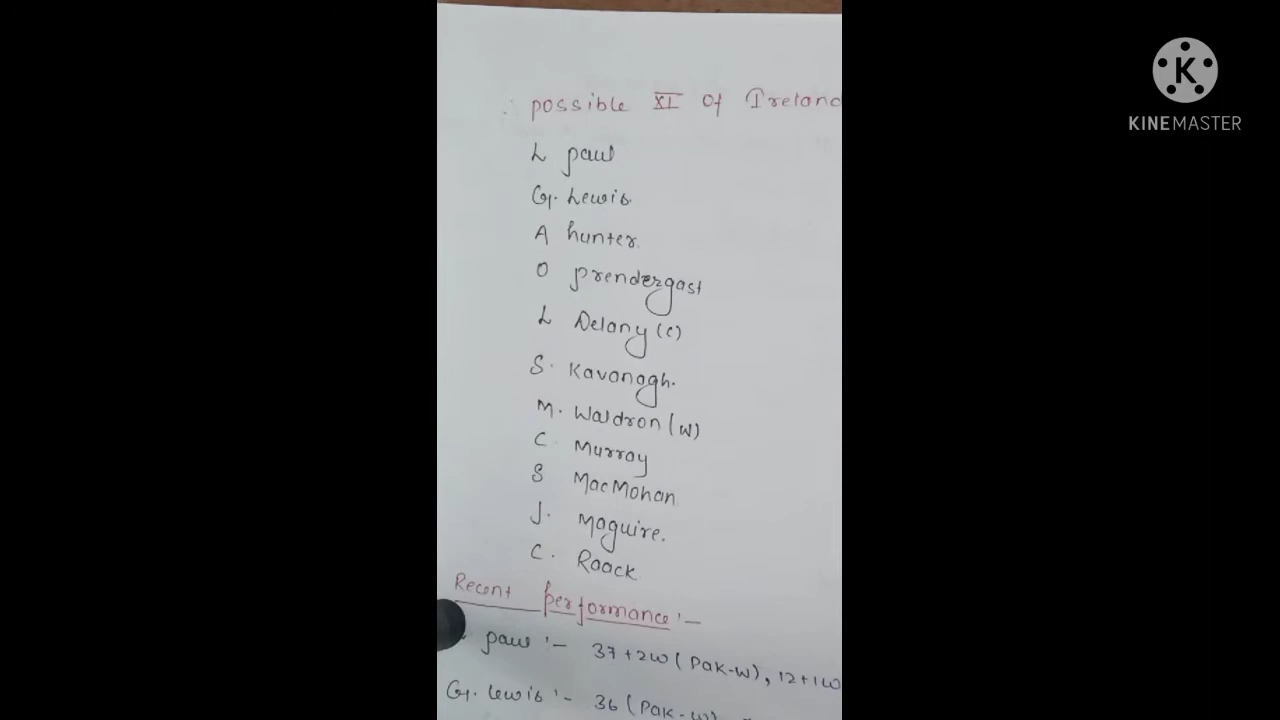 possible XI of Ireland
L paul
G. Lewis.
A hunter.
O prendergast
L Delany (c)
S. Kavanagh.
M. Waldron (W)
C. Murray
S MacMohan
J. Maguire.
C. Raock
Recent performance :-
paul :- 37+2w (Pak-W), 12+1w
G. Lewis :- 36 (Pak-W)
K
KINEMASTER